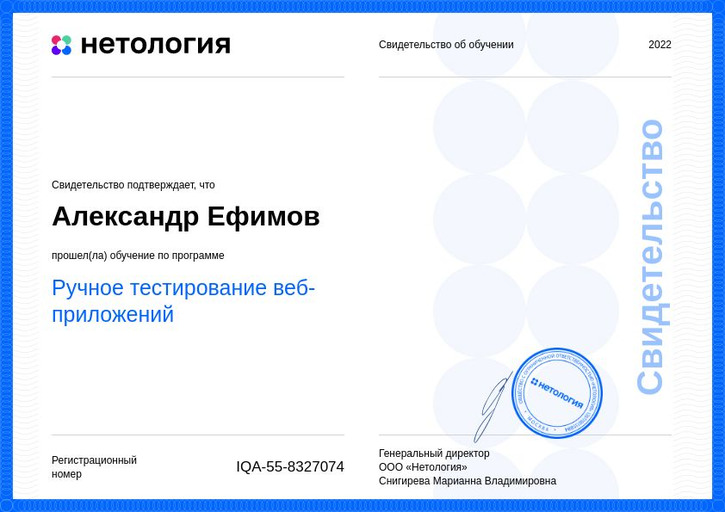 нетология
Свидетельство об обучении
2022
Свидетельство подтверждает, что
Александр Ефимов
прошел(ла) обучение по программе
Ручное тестирование веб-
приложений
Свидетельство
нетология
МОСКВА
Регистрационный
номер
IQA-55-8327074
Генеральный директор
ООО «Нетология»
Снигирева Марианна Владимировна